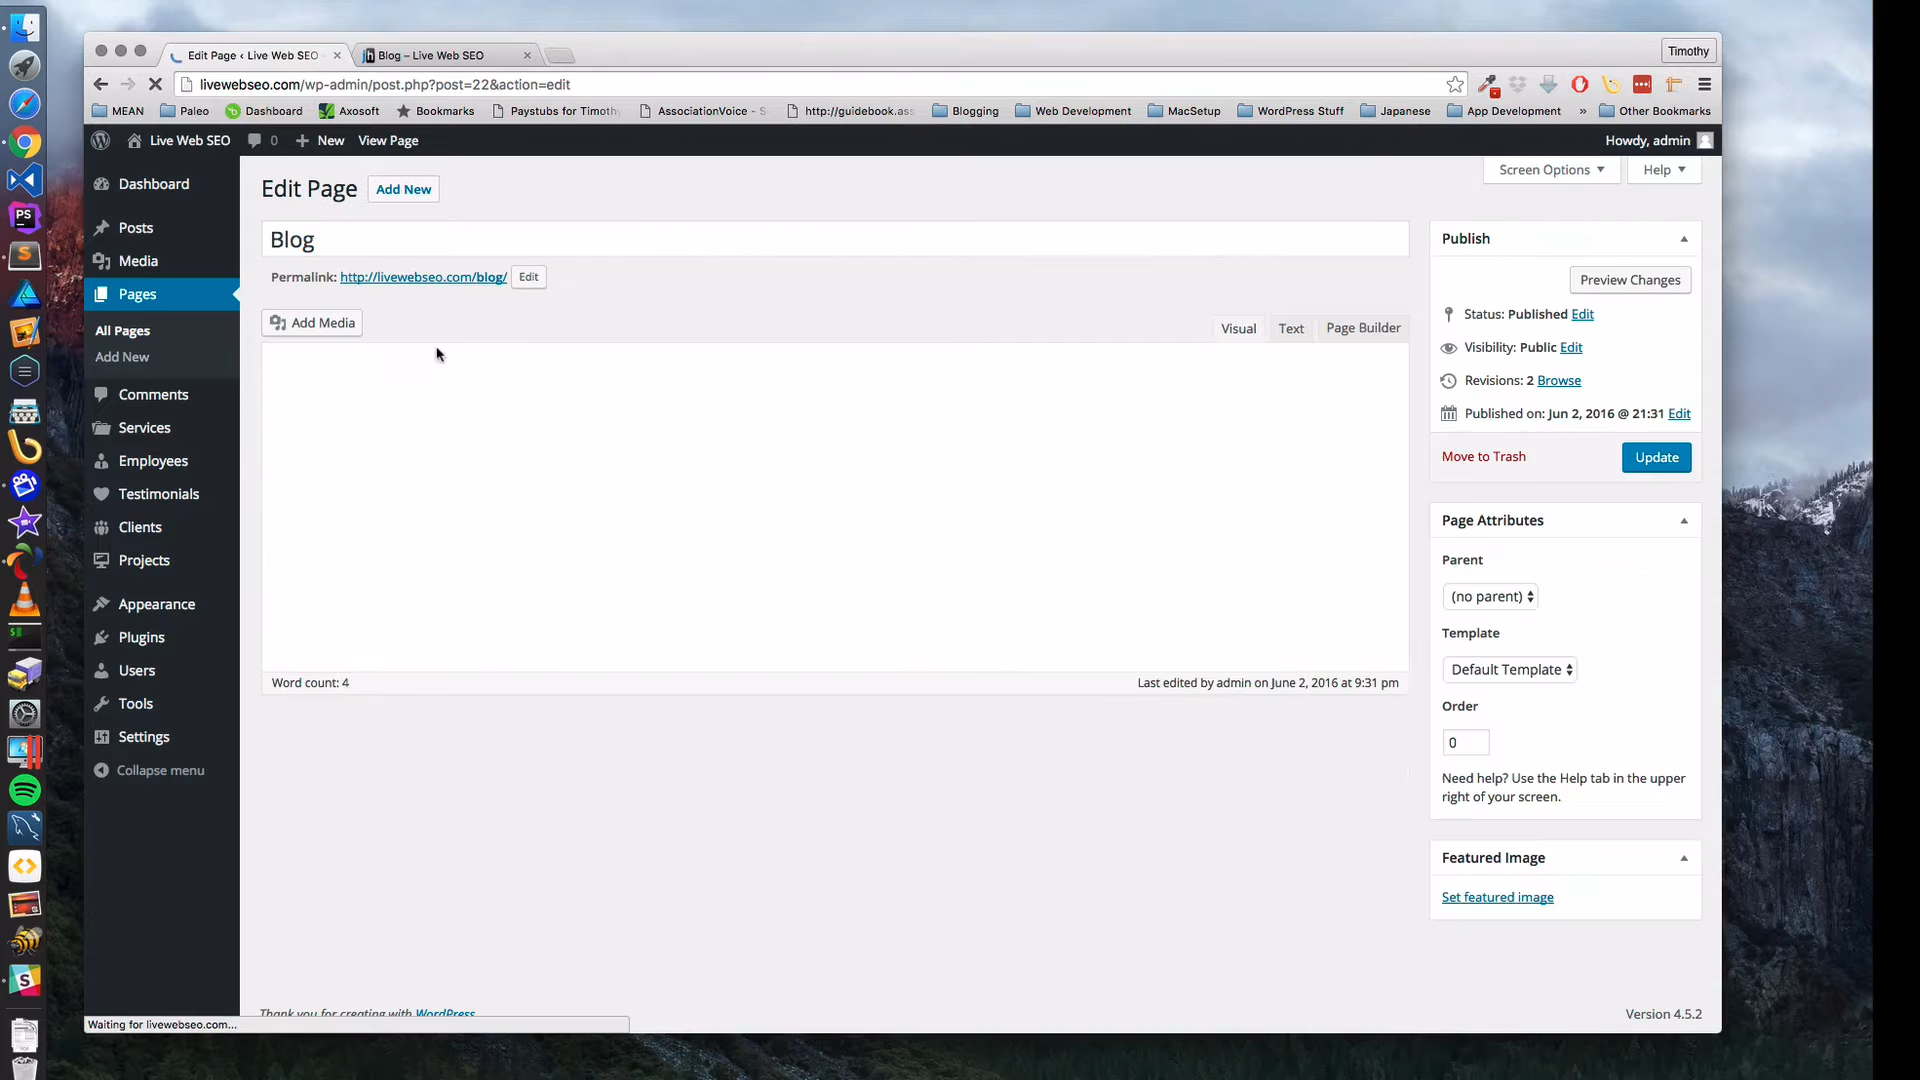 Edit Page ‹ Live Web SEO
Blog – Live Web SEO
Timothy
livewebseo.com/wp-admin/post.php?post=22&action=edit
MEAN
Paleo
Dashboard
Axosoft
Bookmarks
Paystubs for Timoth
AssociationVoice - S
http://guidebook.ass
Blogging
Web Development
MacSetup
WordPress Stuff
Japanese
App Development
»
Other Bookmarks
Live Web SEO
0
New
View Page
Howdy, admin
Dashboard
Posts
Media
Pages
All Pages
Add New
Comments
Services
Employees
Testimonials
Clients
Projects
Appearance
Plugins
Users
Tools
Settings
Collapse menu
Screen Options
Help
Edit Page
Add New
Blog
Permalink: http://livewebseo.com/blog/ Edit
Add Media
Visual
Text
Page Builder
Word count: 4
Last edited by admin on June 2, 2016 at 9:31 pm
Publish
Preview Changes
Status: Published Edit
Visibility: Public Edit
Revisions: 2 Browse
Published on: Jun 2, 2016 @ 21:31 Edit
Move to Trash
Update
Page Attributes
Parent
(no parent)
Template
Default Template
Order
0
Need help? Use the Help tab in the upper
right of your screen.
Featured Image
Set featured image
Thank you for creating with WordPress
Version 4.5.2
Waiting for livewebseo.com...
PS
S
$